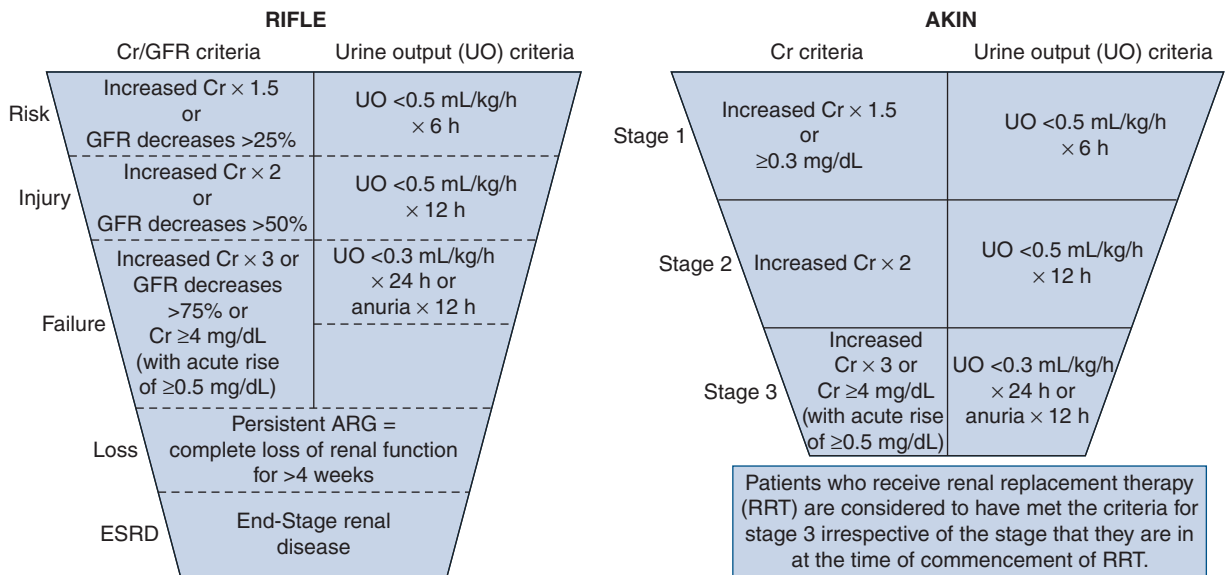 RIFLE
Cr/GFR criteria
Urine output (UO) criteria
Risk
Increased Cr × 1.5
or
GFR decreases >25%
UO <0.5 mL/kg/h
× 6 h
Injury
Increased Cr × 2
or
GFR decreases >50%
UO <0.5 mL/kg/h
× 12 h
Failure
Increased Cr × 3 or
GFR decreases
>75% or
Cr ≥4 mg/dL
(with acute rise
of ≥0.5 mg/dL)
UO <0.3 mL/kg/h
× 24 h or
anuria × 12 h
Loss
Persistent ARG =
complete loss of renal function
for >4 weeks
ESRD
End-Stage renal
disease
AKIN
Cr criteria
Urine output (UO) criteria
Stage 1
Increased Cr × 1.5
or
≥0.3 mg/dL
UO <0.5 mL/kg/h
× 6 h
Stage 2
Increased Cr × 2
UO <0.5 mL/kg/h
× 12 h
Stage 3
Increased
Cr × 3 or
Cr ≥4 mg/dL
(with acute rise
of ≥0.5 mg/dL)
UO <0.3 mL/kg/h
× 24 h or
anuria × 12 h
Patients who receive renal replacement therapy
(RRT) are considered to have met the criteria for
stage 3 irrespective of the stage that they are in
at the time of commencement of RRT.